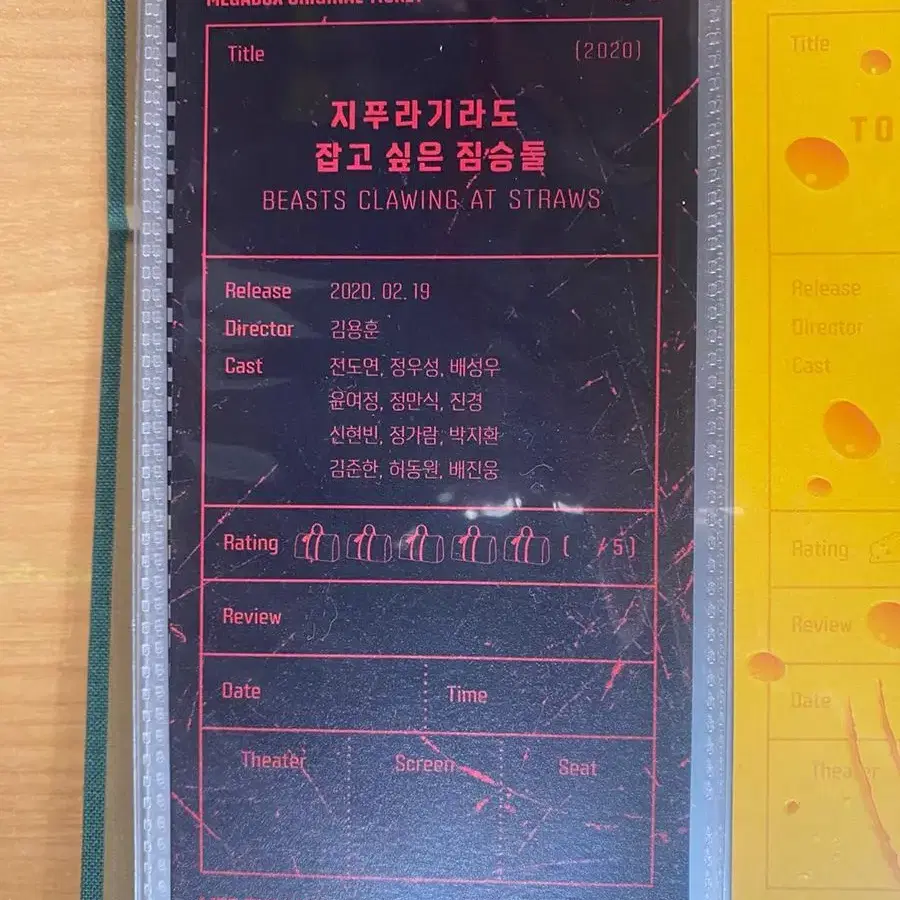 MEGABOX ORIGINAL TICKET
Title (2020)
지푸라기라도
잡고 싶은 짐승들
BEASTS CLAWING AT STRAWS
Release 2020. 02. 19
Director 김용훈
Cast 전도연, 정우성, 배성우
윤여정, 정만식, 진경
신현빈, 정가람, 박지환
김준한, 허동원, 배진웅
Rating ( /5)
Review
Date Time
Theater Screen Seat
Title
TO
Release
Director
Cast
Rating
Review
Date
Theater